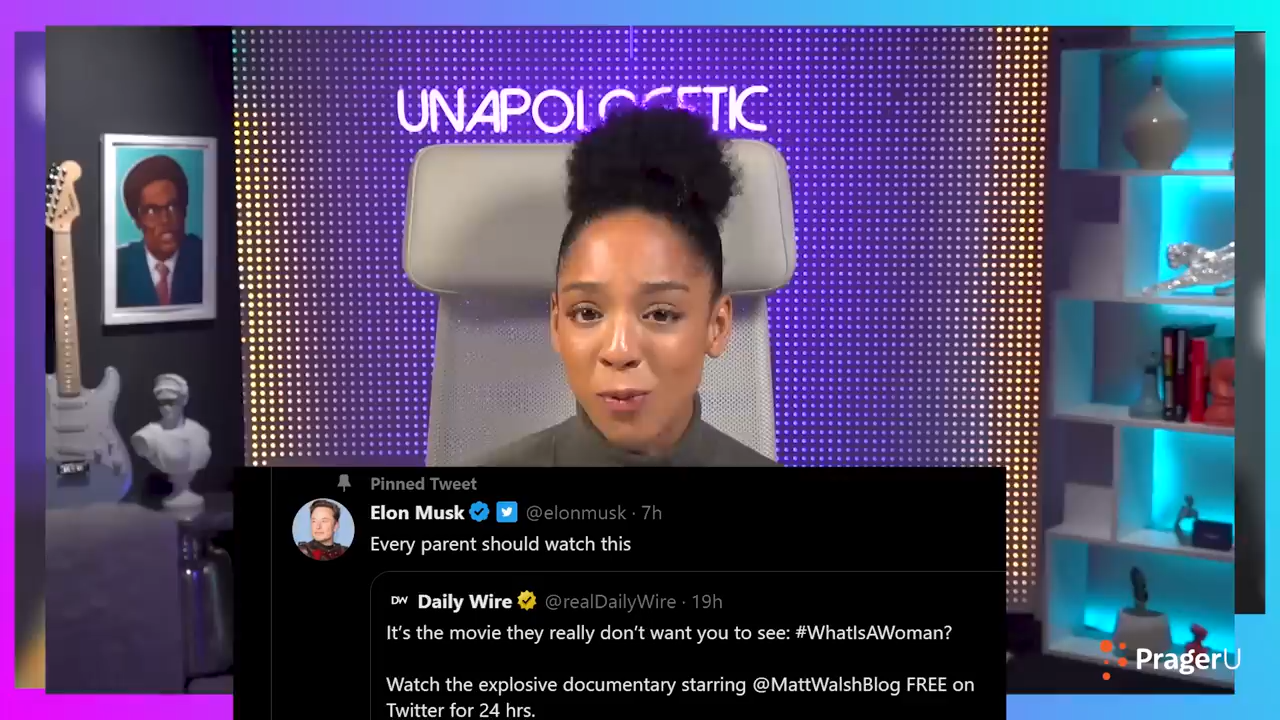 UNAPOLOGETIC
Pinned Tweet
Elon Musk @elonmusk · 7h
Every parent should watch this
DW Daily Wire @realDailyWire · 19h
It's the movie they really don't want you to see: #WhatIsAWoman?
Watch the explosive documentary starring @MattWalshBlog FREE on
Twitter for 24 hrs.
PragerU